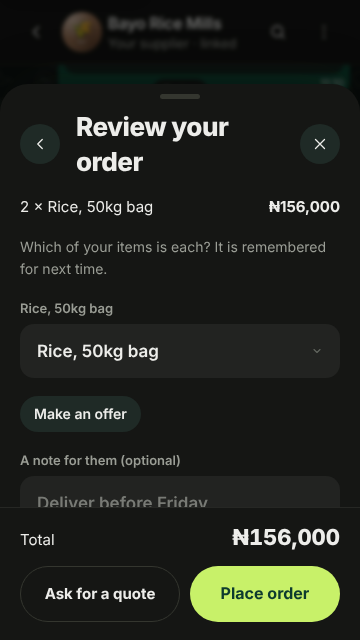 Bayo Rice Mills
Your supplier · linked
Review your
order
2 × Rice, 50kg bag
₦156,000
Which of your items is each? It is remembered
for next time.
Rice, 50kg bag
Rice, 50kg bag
Make an offer
A note for them (optional)
Deliver before Friday
Total
₦156,000
Ask for a quote
Place order